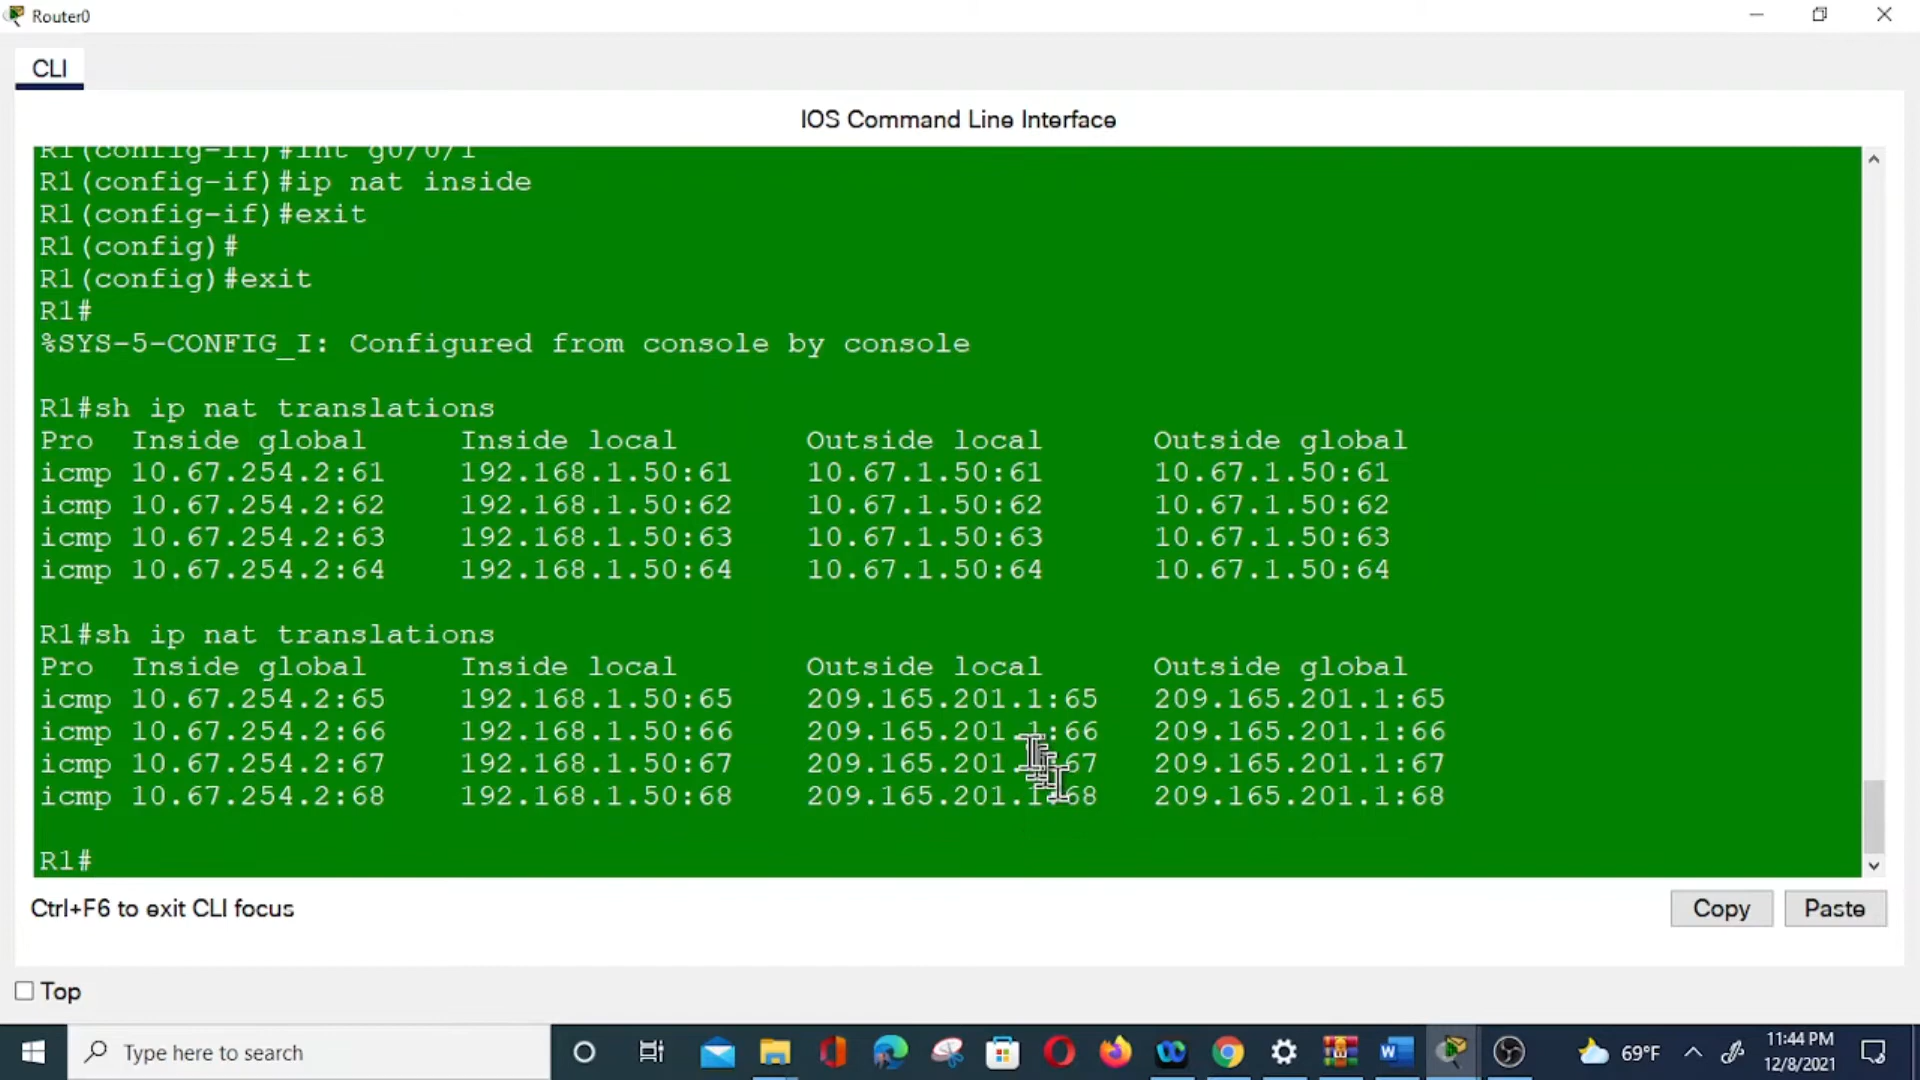 Router0
CLI
IOS Command Line Interface
R1(config-if)#int g0/0/1
R1(config-if)#ip nat inside
R1(config-if)#exit
R1(config)#
R1(config)#exit
R1#
%SYS-5-CONFIG_I: Configured from console by console
R1#sh ip nat translations
Pro Inside global Inside local Outside local Outside global
icmp 10.67.254.2:61 192.168.1.50:61 10.67.1.50:61 10.67.1.50:61
icmp 10.67.254.2:62 192.168.1.50:62 10.67.1.50:62 10.67.1.50:62
icmp 10.67.254.2:63 192.168.1.50:63 10.67.1.50:63 10.67.1.50:63
icmp 10.67.254.2:64 192.168.1.50:64 10.67.1.50:64 10.67.1.50:64
R1#sh ip nat translations
Pro Inside global Inside local Outside local Outside global
icmp 10.67.254.2:65 192.168.1.50:65 209.165.201.1:65 209.165.201.1:65
icmp 10.67.254.2:66 192.168.1.50:66 209.165.201.1:66 209.165.201.1:66
icmp 10.67.254.2:67 192.168.1.50:67 209.165.201.1:67 209.165.201.1:67
icmp 10.67.254.2:68 192.168.1.50:68 209.165.201.1:68 209.165.201.1:68
R1#
Ctrl+F6 to exit CLI focus
Copy
Paste
Top
Type here to search
69°F
11:44 PM
12/8/2021